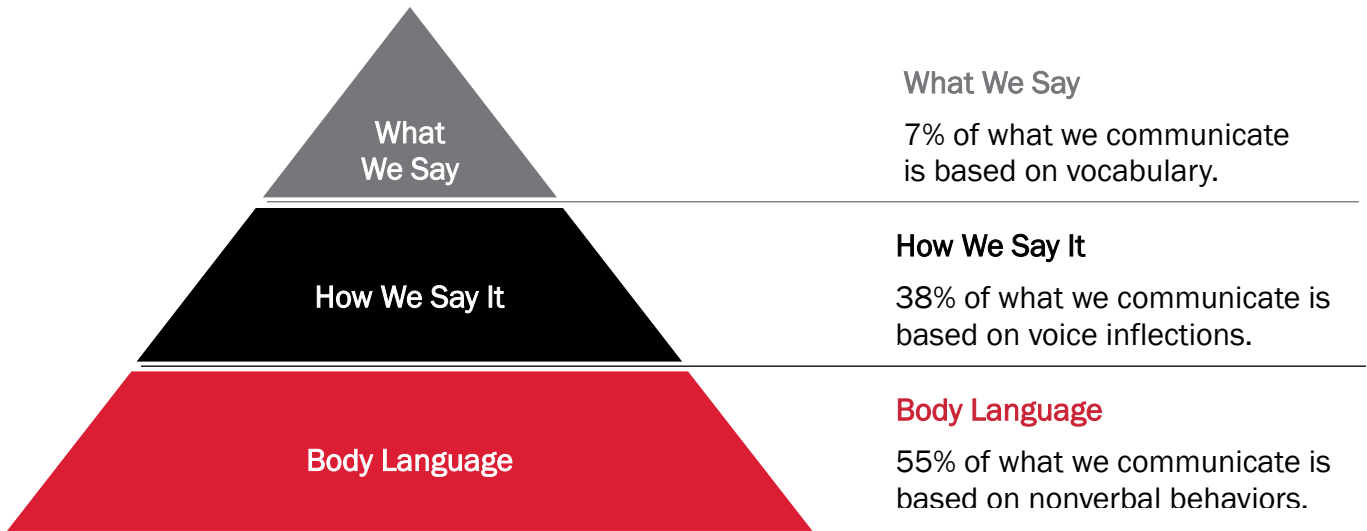 What
We Say
What We Say
7% of what we communicate
is based on vocabulary.
How We Say It
How We Say It
38% of what we communicate is
based on voice inflections.
Body Language
Body Language
55% of what we communicate is
based on nonverbal behaviors.